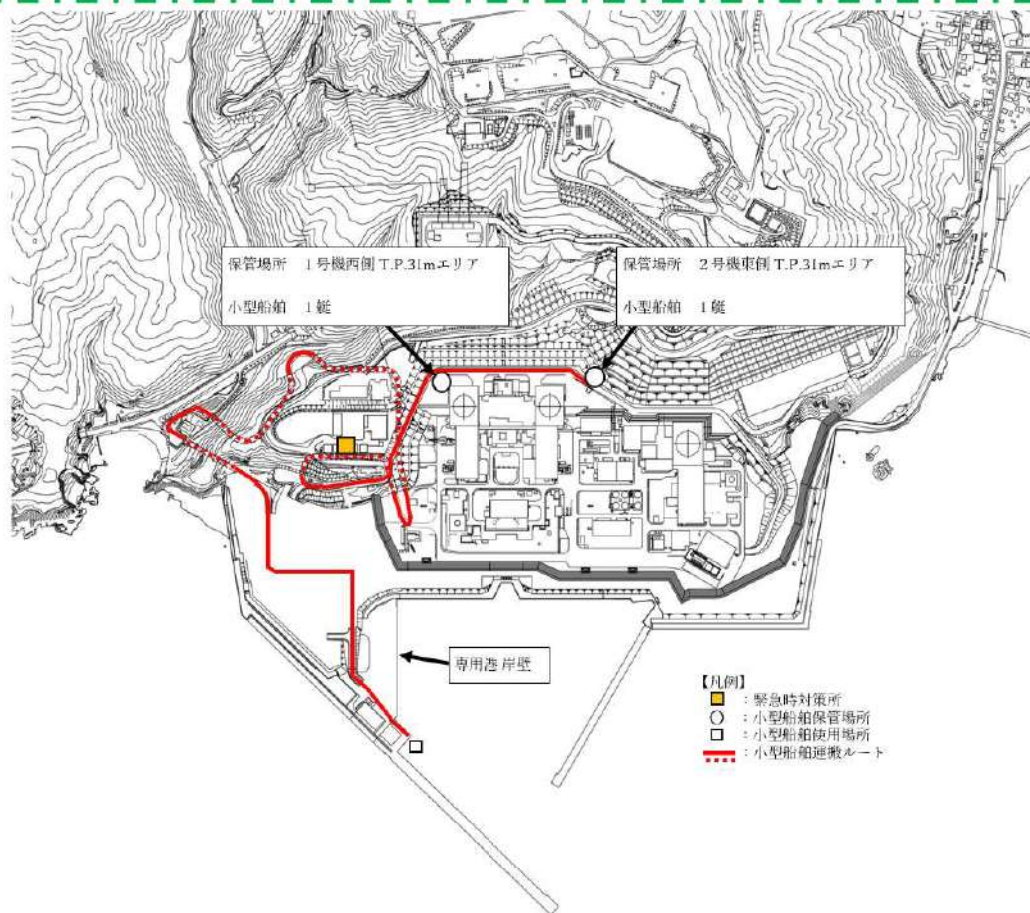 保管場所 1号機西側 T.P.31mエリア
小型船舶 1艇
保管場所 2号機東側 T.P.31mエリア
小型船舶 1艇
専用港岸壁
【凡例】
：緊急時対策所
：小型船舶保管場所
：小型船舶使用場所
：小型船舶運搬ルート